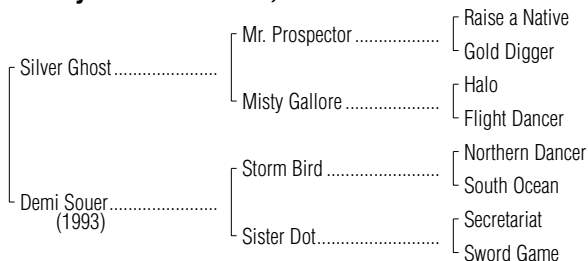 Raise a Native
Mr. Prospector ....................
Gold Digger
Silver Ghost .........................
Halo
Misty Gallore .......................
Flight Dancer
Northern Dancer
Storm Bird ...........................
South Ocean
Demi Souer ..........................
(1993)
Secretariat
Sister Dot .............................
Sword Game